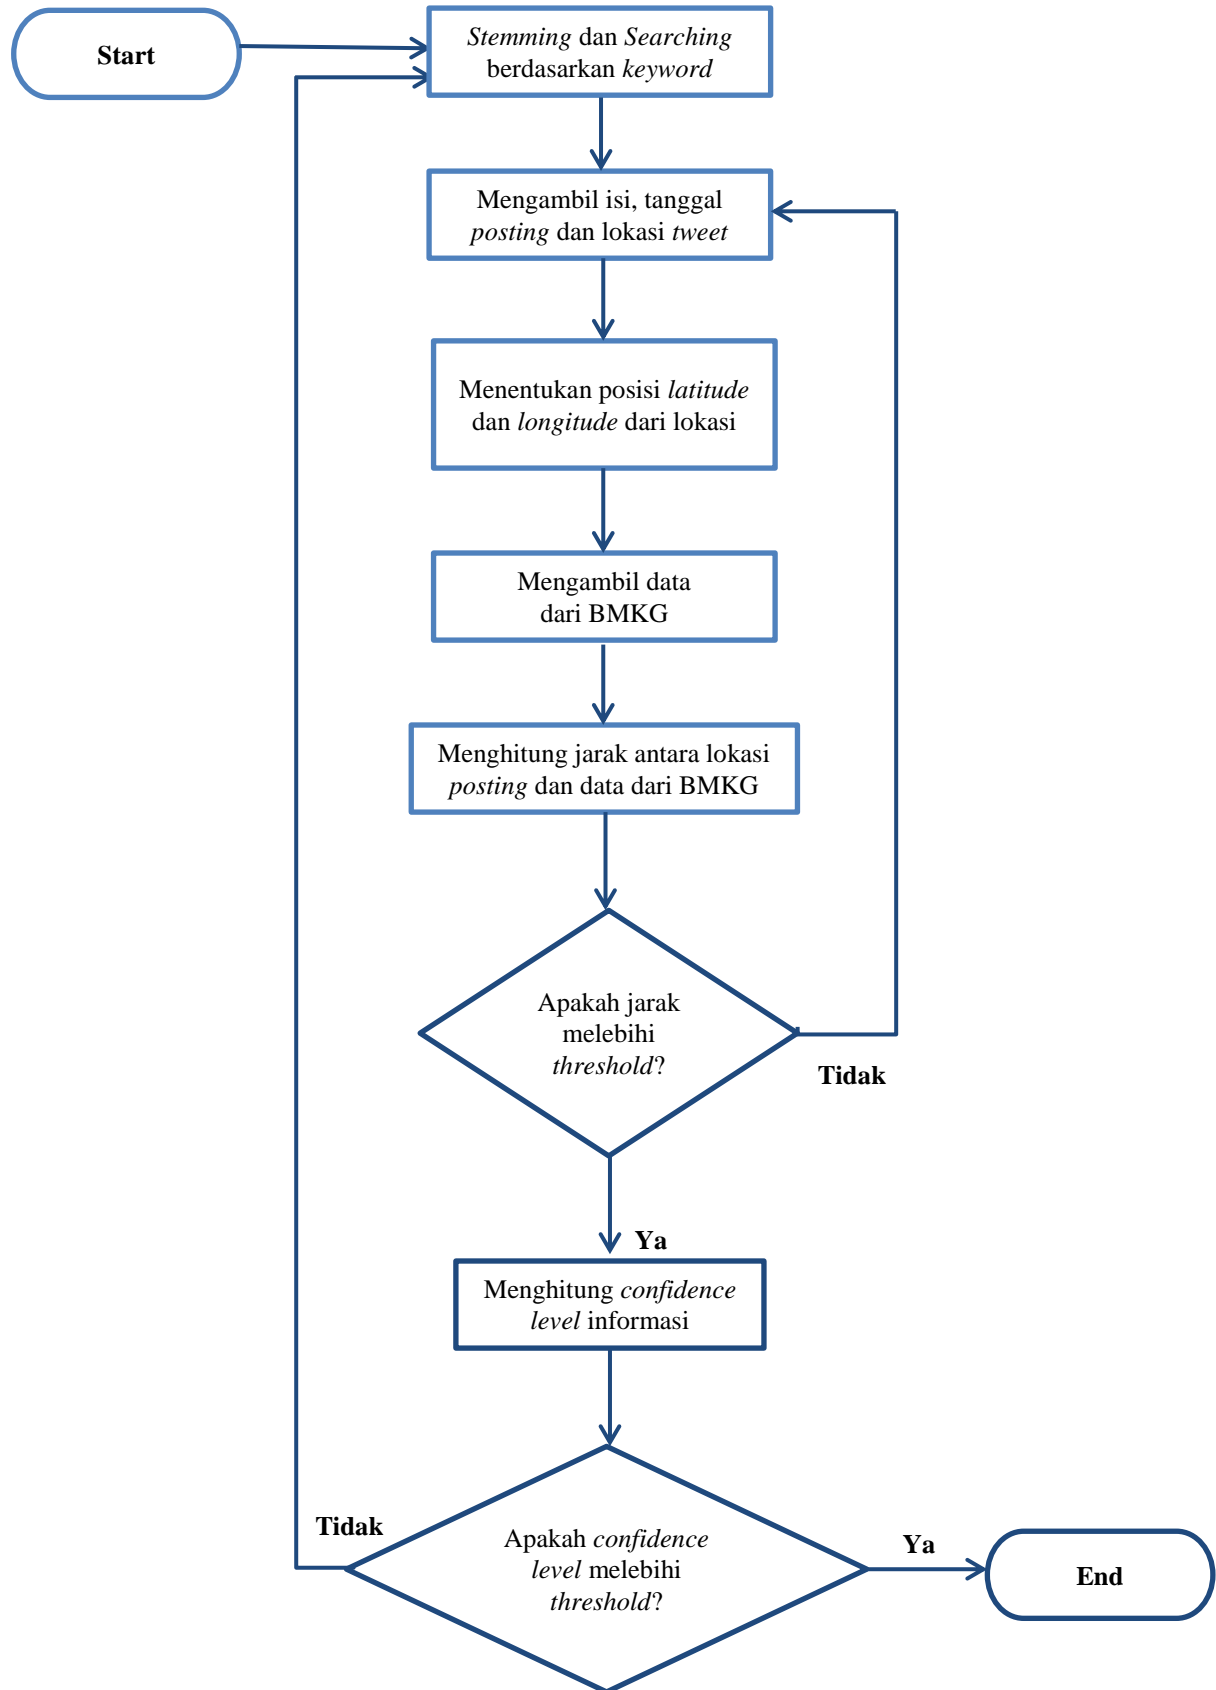 Start
Stemming dan Searching
berdasarkan keyword
Mengambil isi, tanggal
posting dan lokasi tweet
Menentukan posisi latitude
dan longitude dari lokasi
Mengambil data
dari BMKG
Menghitung jarak antara lokasi
posting dan data dari BMKG
Apakah jarak
melebihi
threshold?
Tidak
Ya
Menghitung confidence
level informasi
Tidak
Apakah confidence
level melebihi
threshold?
Ya
End